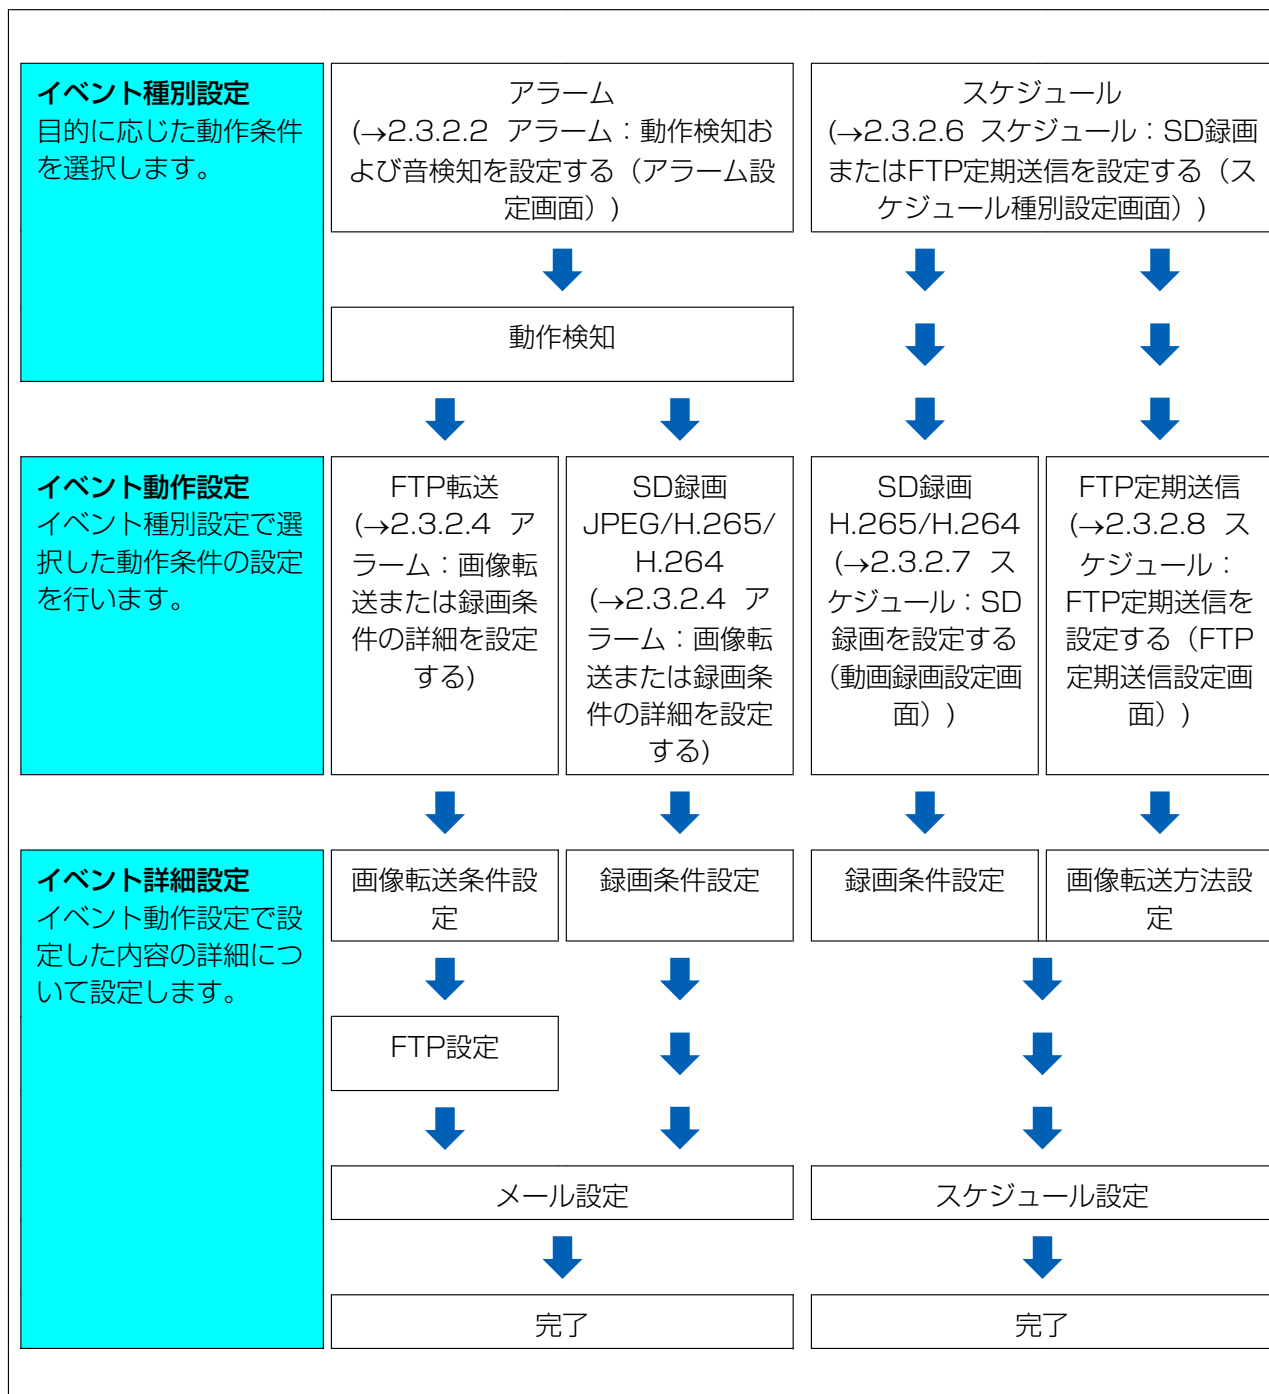 イベント種別設定
目的に応じた動作条件
を選択します。
アラーム
(→2.3.2.2 アラーム：動作検知お
よび音検知を設定する（アラーム設
定画面）)
スケジュール
(→2.3.2.6 スケジュール：SD録画
またはFTP定期送信を設定する（ス
ケジュール種別設定画面）)
動作検知
イベント動作設定
イベント種別設定で選
択した動作条件の設定
を行います。
FTP転送
(→2.3.2.4 ア
ラーム：画像転
送または録画条
件の詳細を設定
する)
SD録画
JPEG/H.265/
H.264
(→2.3.2.4 ア
ラーム：画像転
送または録画条
件の詳細を設定
する)
SD録画
H.265/H.264
(→2.3.2.7 ス
ケジュール：SD
録画を設定する
（動画録画設定画
面）)
FTP定期送信
(→2.3.2.8 ス
ケジュール：
FTP定期送信を
設定する（FTP
定期送信設定画
面）)
イベント詳細設定
イベント動作設定で設
定した内容の詳細につ
いて設定します。
画像転送条件設
定
録画条件設定
録画条件設定
画像転送方法設
定
FTP設定
メール設定
スケジュール設定
完了
完了